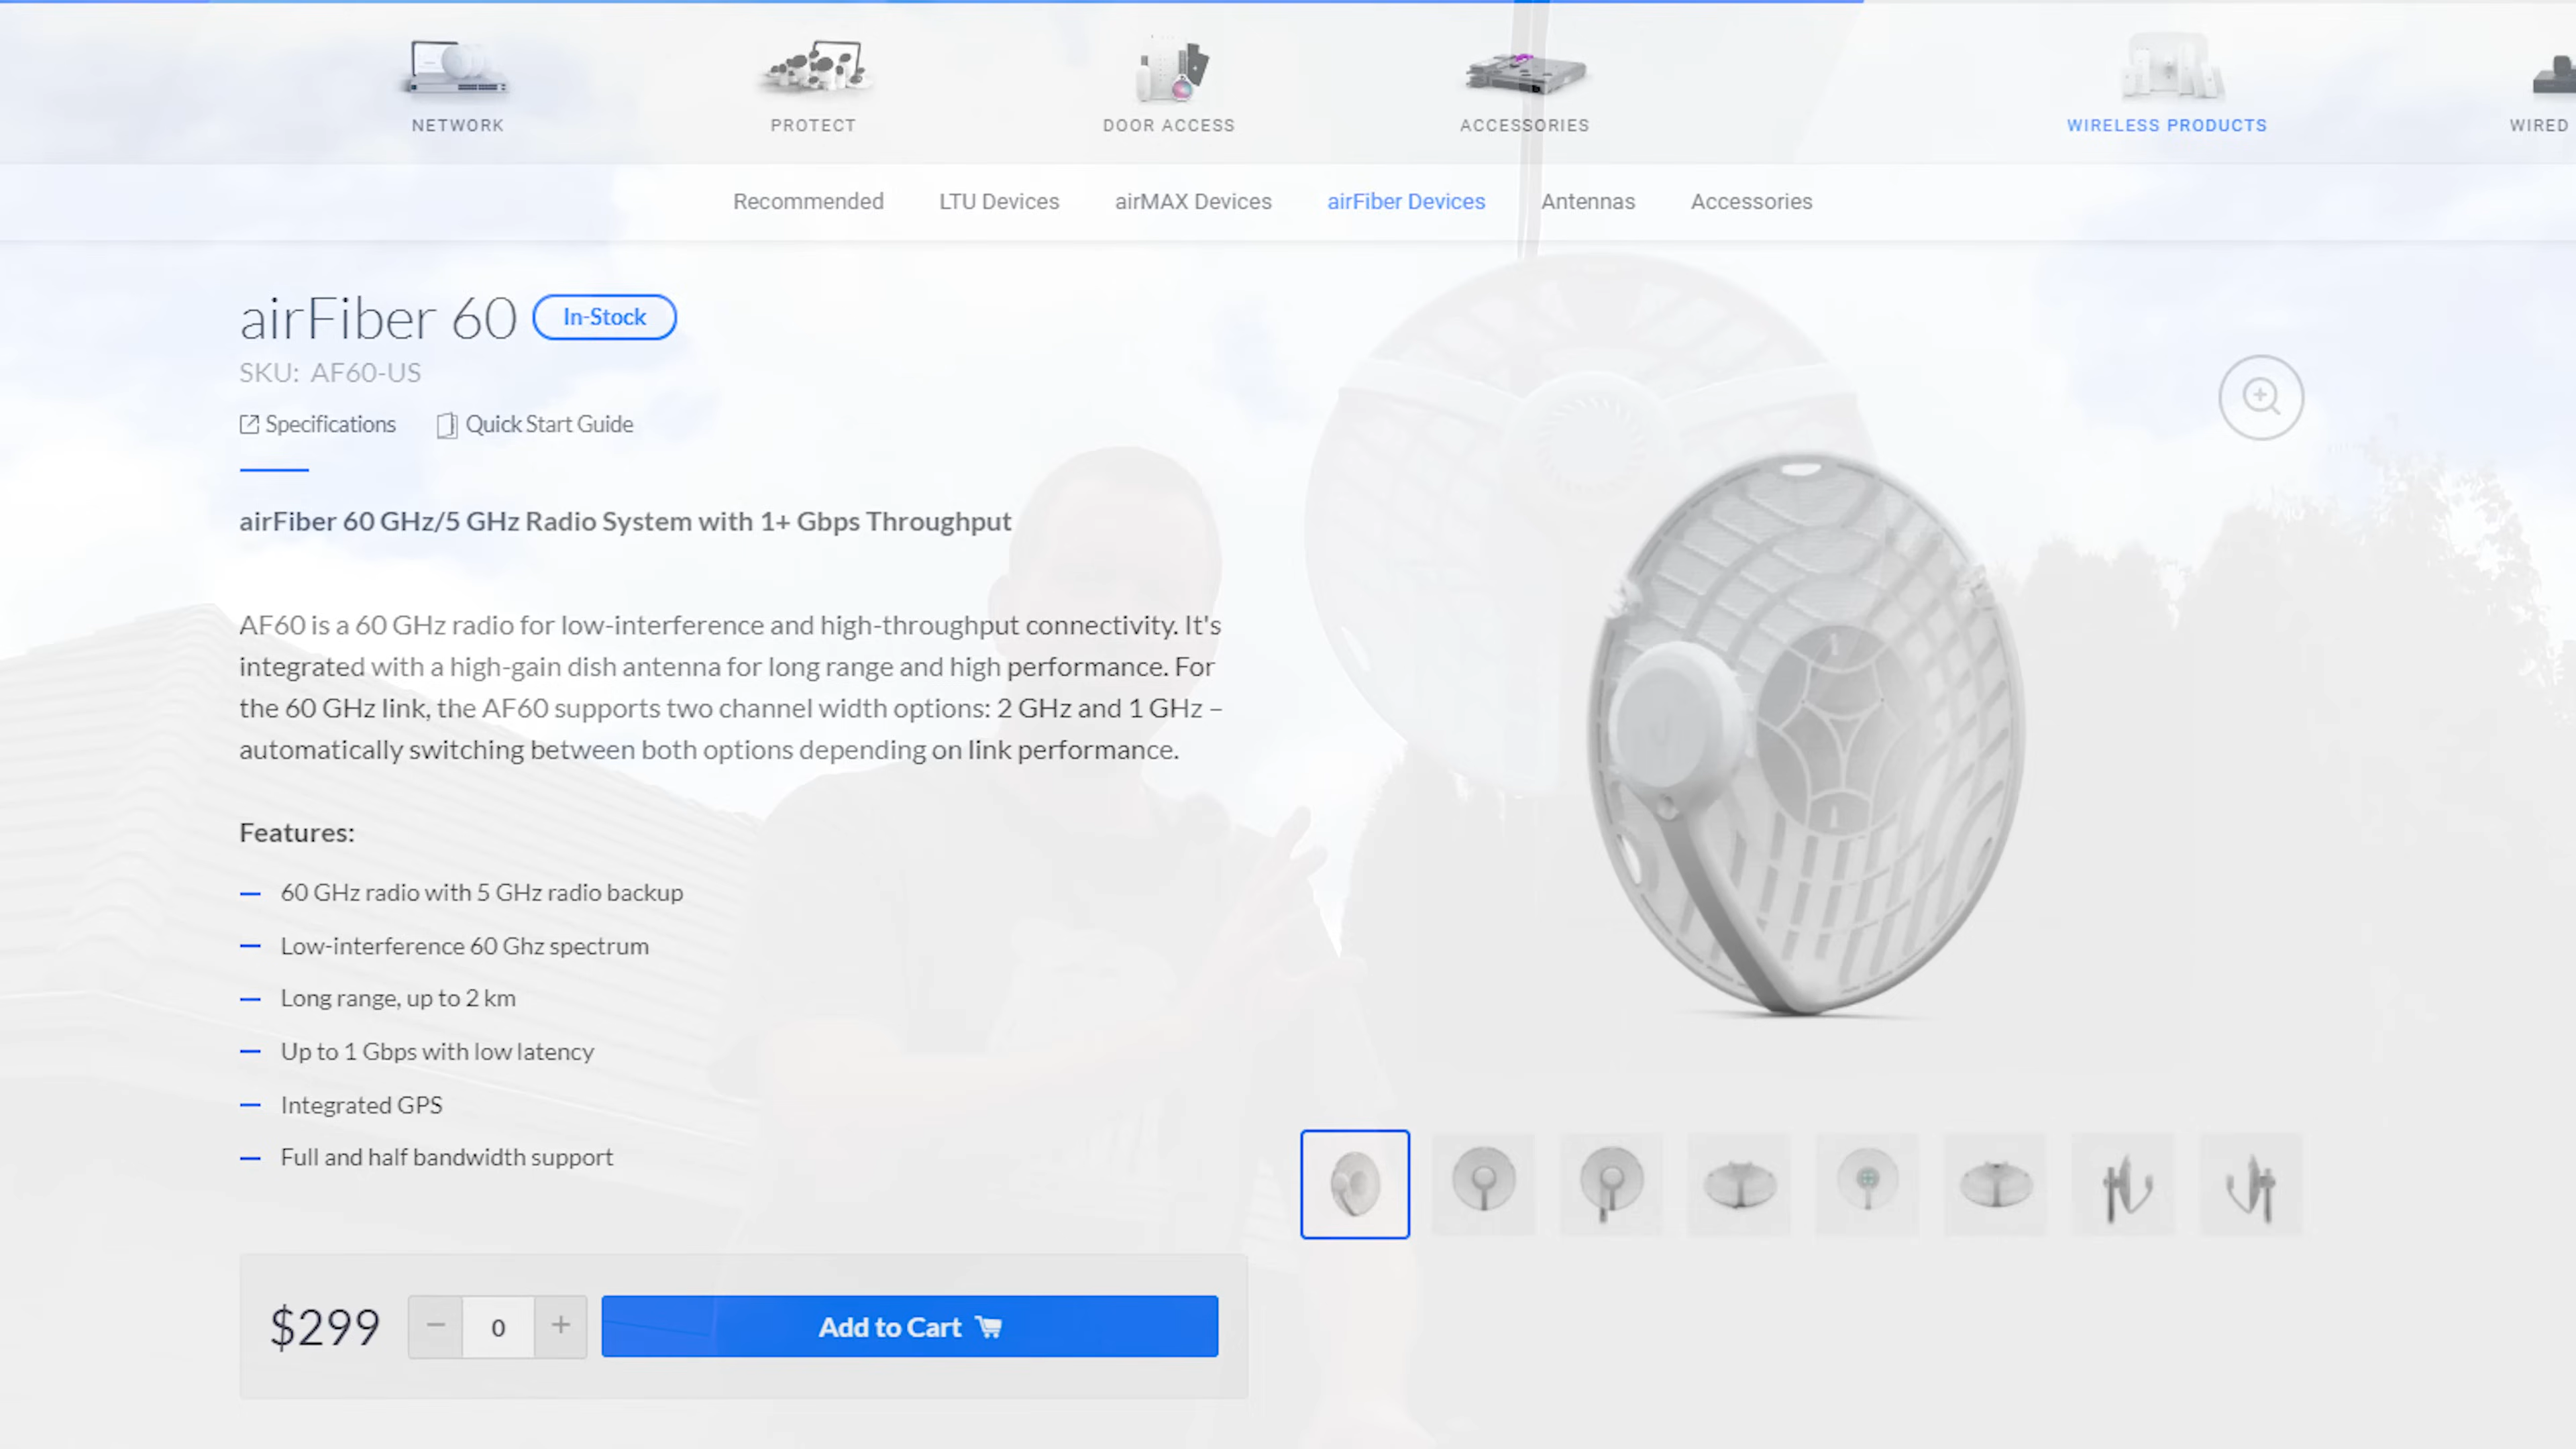 NETWORK
PROTECT
DOOR ACCESS
ACCESSORIES
WIRELESS PRODUCTS
WIRED
Recommended
LTU Devices
airMAX Devices
airFiber Devices
Antennas
Accessories
airFiber 60
In-Stock
SKU: AF60-US
Specifications
Quick Start Guide
airFiber 60 GHz/5 GHz Radio System with 1+ Gbps Throughput
AF60 is a 60 GHz radio for low-interference and high-throughput connectivity. It's
integrated with a high-gain dish antenna for long range and high performance. For
the 60 GHz link, the AF60 supports two channel width options: 2 GHz and 1 GHz –
automatically switching between both options depending on link performance.
Features:
60 GHz radio with 5 GHz radio backup
Low-interference 60 Ghz spectrum
Long range, up to 2 km
Up to 1 Gbps with low latency
Integrated GPS
Full and half bandwidth support
$299
0
Add to Cart